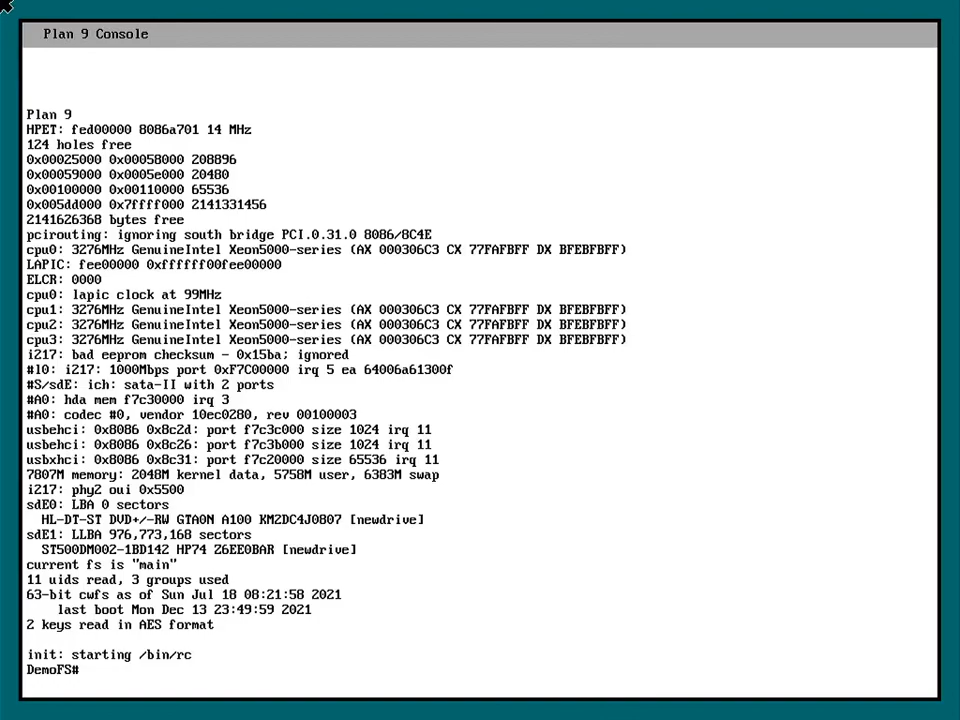 Plan 9 Console
Plan 9
HPET: fed00000 8086a701 14 MHz
124 holes free
0x00025000 0x00058000 208896
0x00059000 0x0005e000 20480
0x00100000 0x00110000 65536
0x005dd000 0x7ffff000 2141331456
2141626368 bytes free
pcirouting: ignoring south bridge PCI.0.31.0 8086/8C4E
cpu0: 3276MHz GenuineIntel Xeon5000-series (AX 000306C3 CX 77FAFBFF DX BFEBFBFF)
LAPIC: fee00000 0xffffff00fee00000
ELCR: 0000
cpu0: lapic clock at 99MHz
cpu1: 3276MHz GenuineIntel Xeon5000-series (AX 000306C3 CX 77FAFBFF DX BFEBFBFF)
cpu2: 3276MHz GenuineIntel Xeon5000-series (AX 000306C3 CX 77FAFBFF DX BFEBFBFF)
cpu3: 3276MHz GenuineIntel Xeon5000-series (AX 000306C3 CX 77FAFBFF DX BFEBFBFF)
i217: bad eeprom checksum - 0x15ba; ignored
#l0: i217: 1000Mbps port 0xF7C00000 irq 5 ea 64006a61300f
#S/sdE: ich: sata-II with 2 ports
#A0: hda mem f7c30000 irq 3
#A0: codec #0, vendor 10ec0280, rev 00100003
usbehci: 0x8086 0x8c2d: port f7c3c000 size 1024 irq 11
usbehci: 0x8086 0x8c26: port f7c3b000 size 1024 irq 11
usbxhci: 0x8086 0x8c31: port f7c20000 size 65536 irq 11
7807M memory: 2048M kernel data, 5758M user, 6383M swap
i217: phy2 oui 0x5500
sdE0: LBA 0 sectors
HL-DT-ST DVD+/-RW GTA0N A100 KM2DC4J0807 [newdrive]
sdE1: LLBA 976,773,168 sectors
ST500DM002-1BD142 HP74 Z6EE0BAR [newdrive]
current fs is "main"
11 uids read, 3 groups used
63-bit cwfs as of Sun Jul 18 08:21:58 2021
last boot Mon Dec 13 23:49:59 2021
2 keys read in AES format
init: starting /bin/rc
DemoFS#